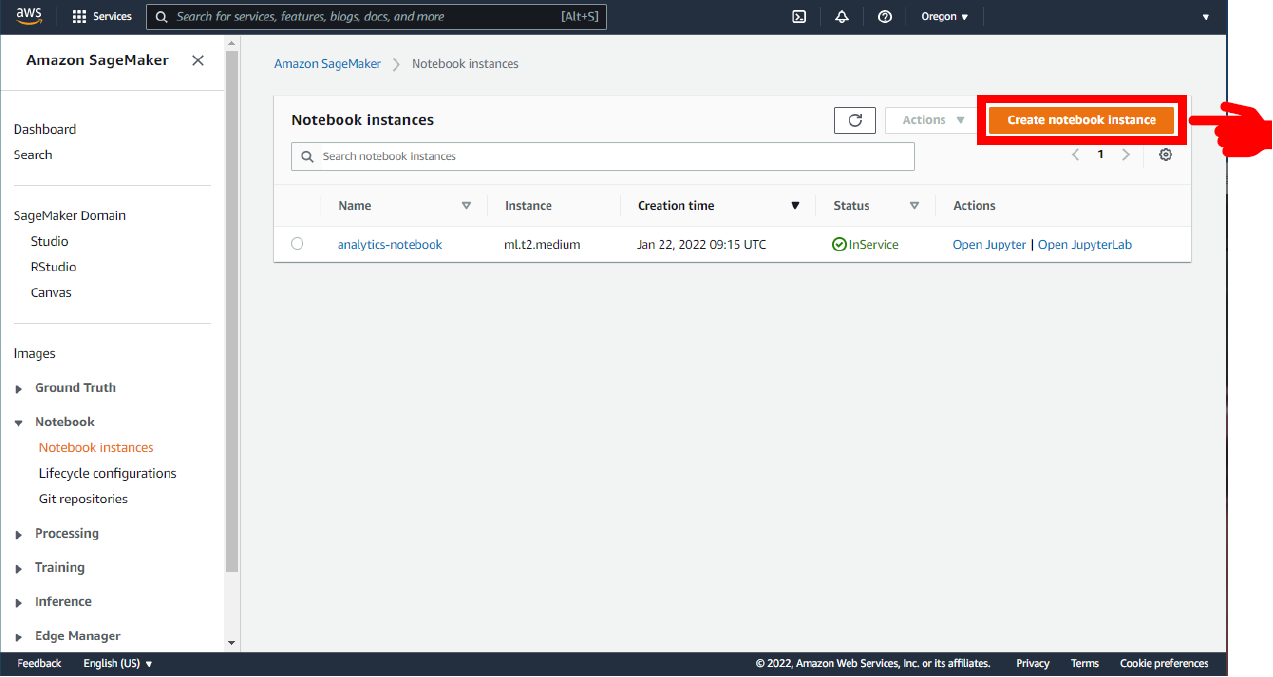 aws
Services
Search for services, features, blogs, docs, and more
[Alt+S]
Oregon
Amazon SageMaker
Dashboard
Search
SageMaker Domain
Studio
RStudio
Canvas
Images
Ground Truth
Notebook
Notebook instances
Lifecycle configurations
Git repositories
Processing
Training
Inference
Edge Manager
Amazon SageMaker Notebook instances
Notebook instances
Actions
Create notebook instance
Search notebook instances
1
Name Instance Creation time Status Actions
analytics-notebook ml.t2.medium Jan 22, 2022 09:15 UTC InService Open Jupyter | Open JupyterLab
Feedback English (US) © 2022, Amazon Web Services, Inc. or its affiliates. Privacy Terms Cookie preferences